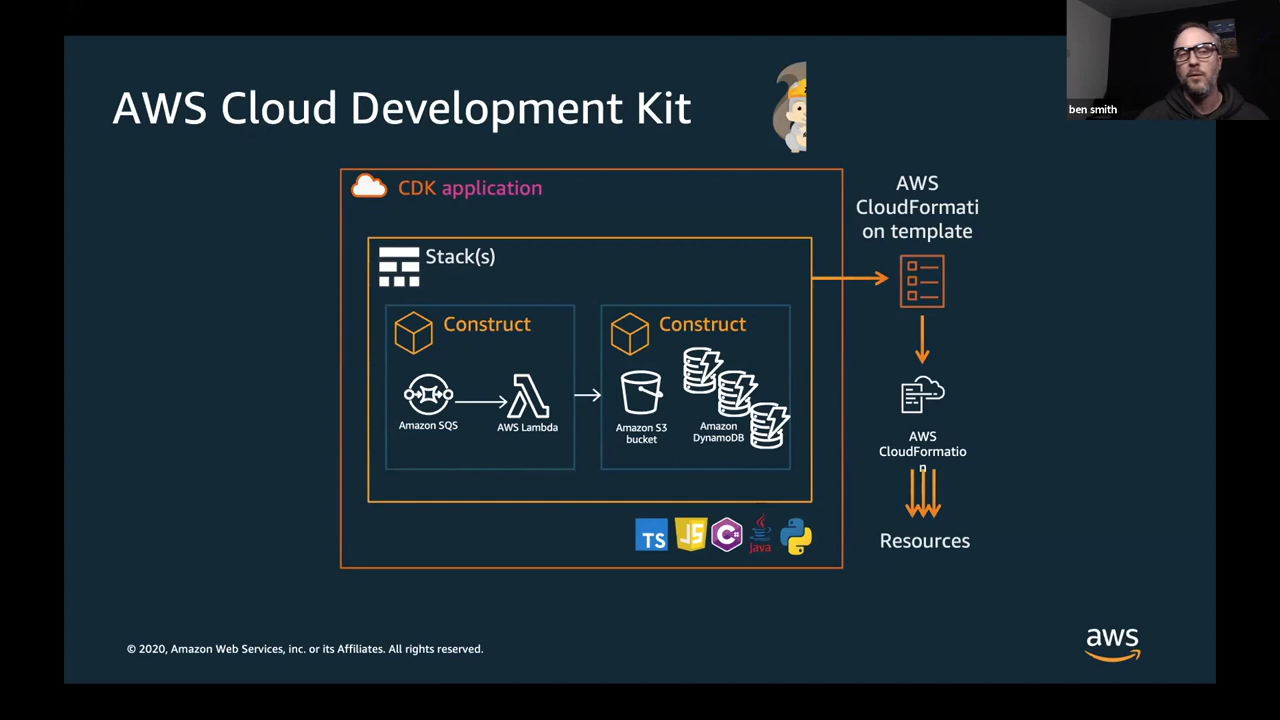 AWS Cloud Development Kit
ben smith
CDK application
AWS
CloudFormati
on template
Stack(s)
Construct
Construct
Amazon SQS
AWS Lambda
Amazon S3
bucket
Amazon
DynamoDB
AWS
CloudFormatio
n
TS
JS
C#
Java
Resources
© 2020, Amazon Web Services, inc. or its Affiliates. All rights reserved.
aws